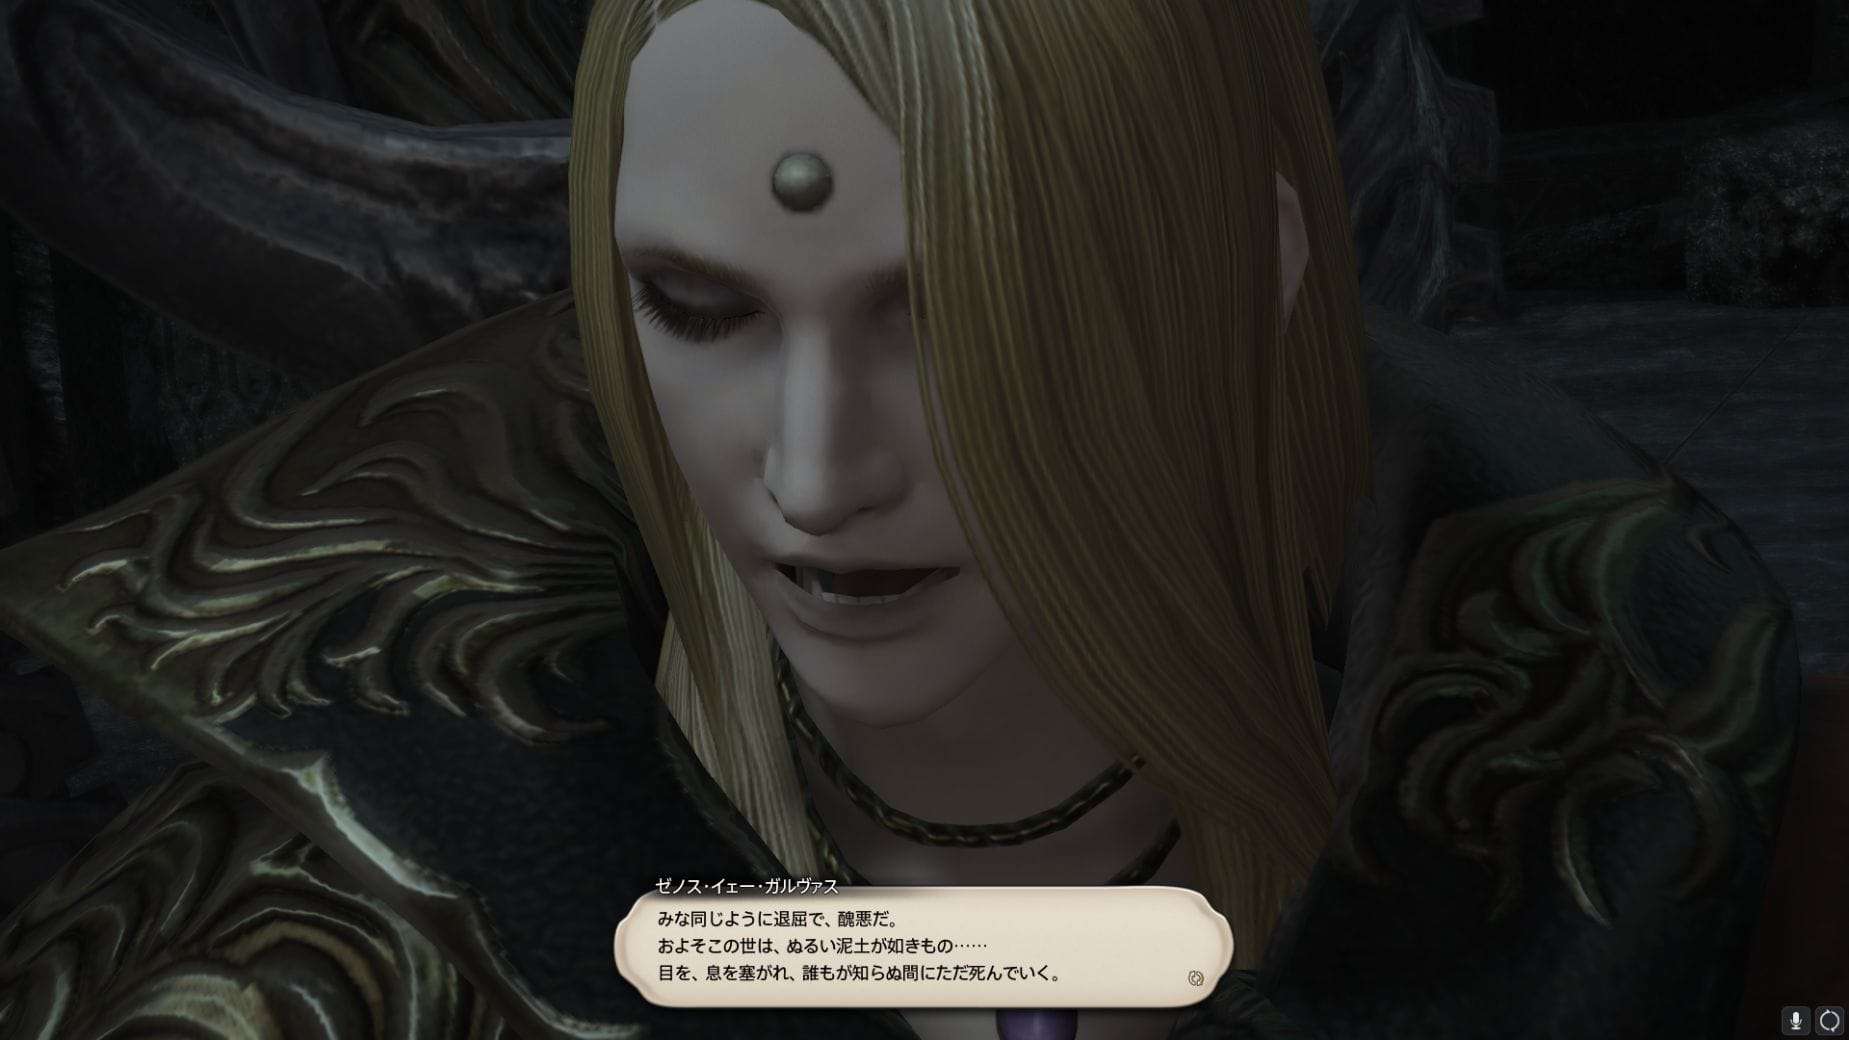 ゼノス・イェー・ガルヴァス
みな同じように退屈で、醜悪だ。
およそこの世は、ぬるい泥土が如きもの……
目を、息を塞がれ、誰もが知らぬ間にただ死んでいく。